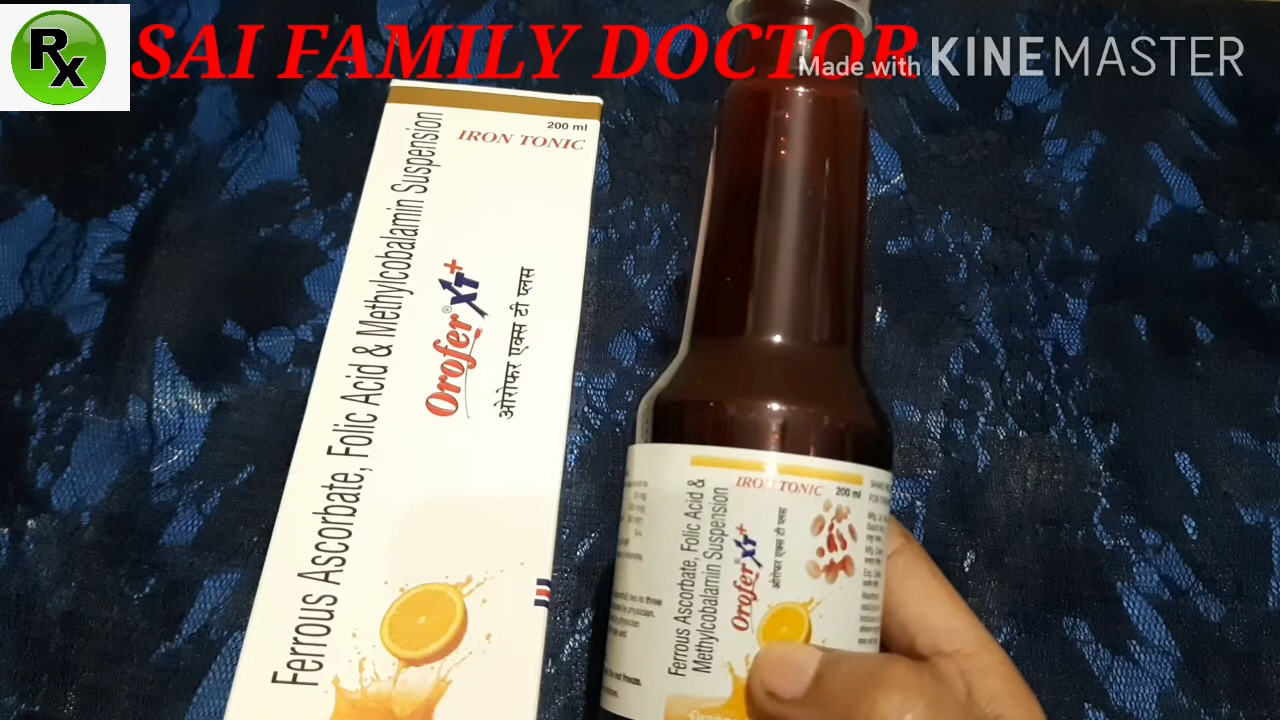 Rx
SAI FAMILY DOCTOR
Made with KINEMASTER
200 ml
IRON TONIC
Ferrous Ascorbate, Folic Acid & Methylcobalamin Suspension
Orofer® XT+
ओरोफर एक्स टी प्लस
IRON TONIC 200 ml
Ferrous Ascorbate, Folic Acid &
Methylcobalamin Suspension
Orofer® XT+
ओरोफर एक्स टी प्लस